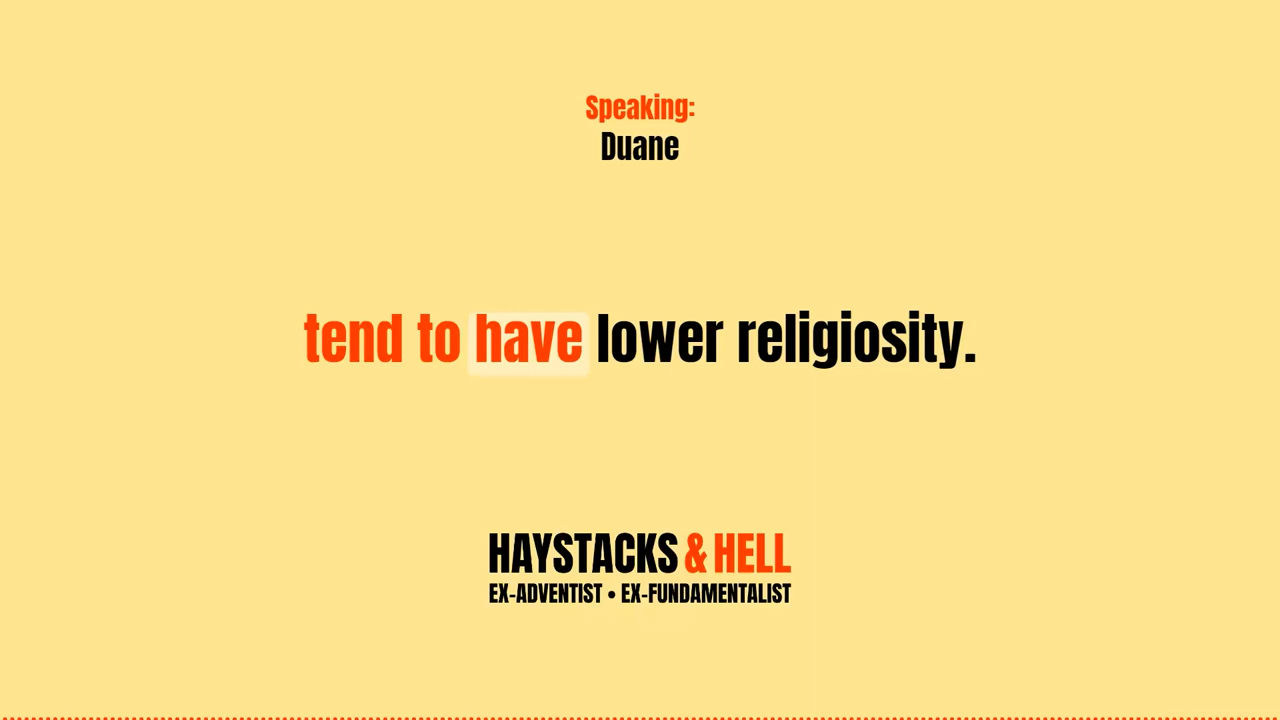 Speaking:
Duane
tend to have lower religiosity.
HAYSTACKS & HELL
EX-ADVENTIST • EX-FUNDAMENTALIST